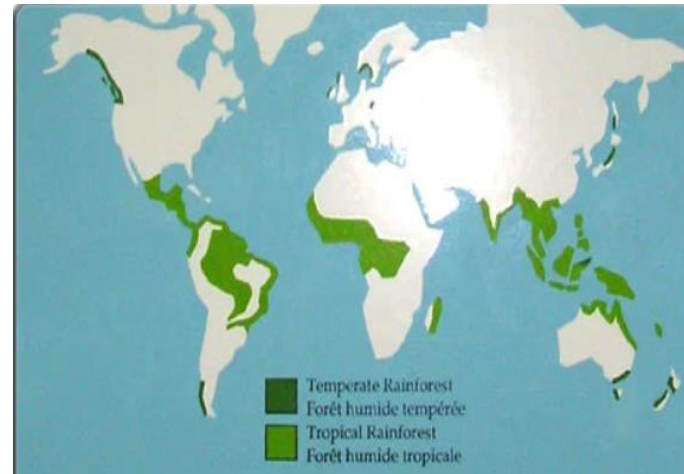 Temperate Rainforest
Forêt humide tempérée
Tropical Rainforest
Forêt humide tropicale